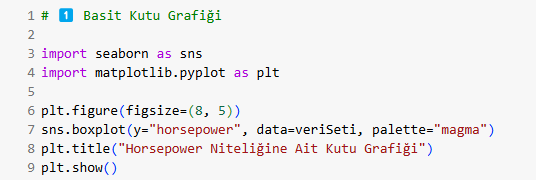 1 # 1️⃣ Basit Kutu Grafiği
2
3 import seaborn as sns
4 import matplotlib.pyplot as plt
5
6 plt.figure(figsize=(8, 5))
7 sns.boxplot(y="horsepower", data=veriSeti, palette="magma")
8 plt.title("Horsepower Niteliğine Ait Kutu Grafiği")
9 plt.show()